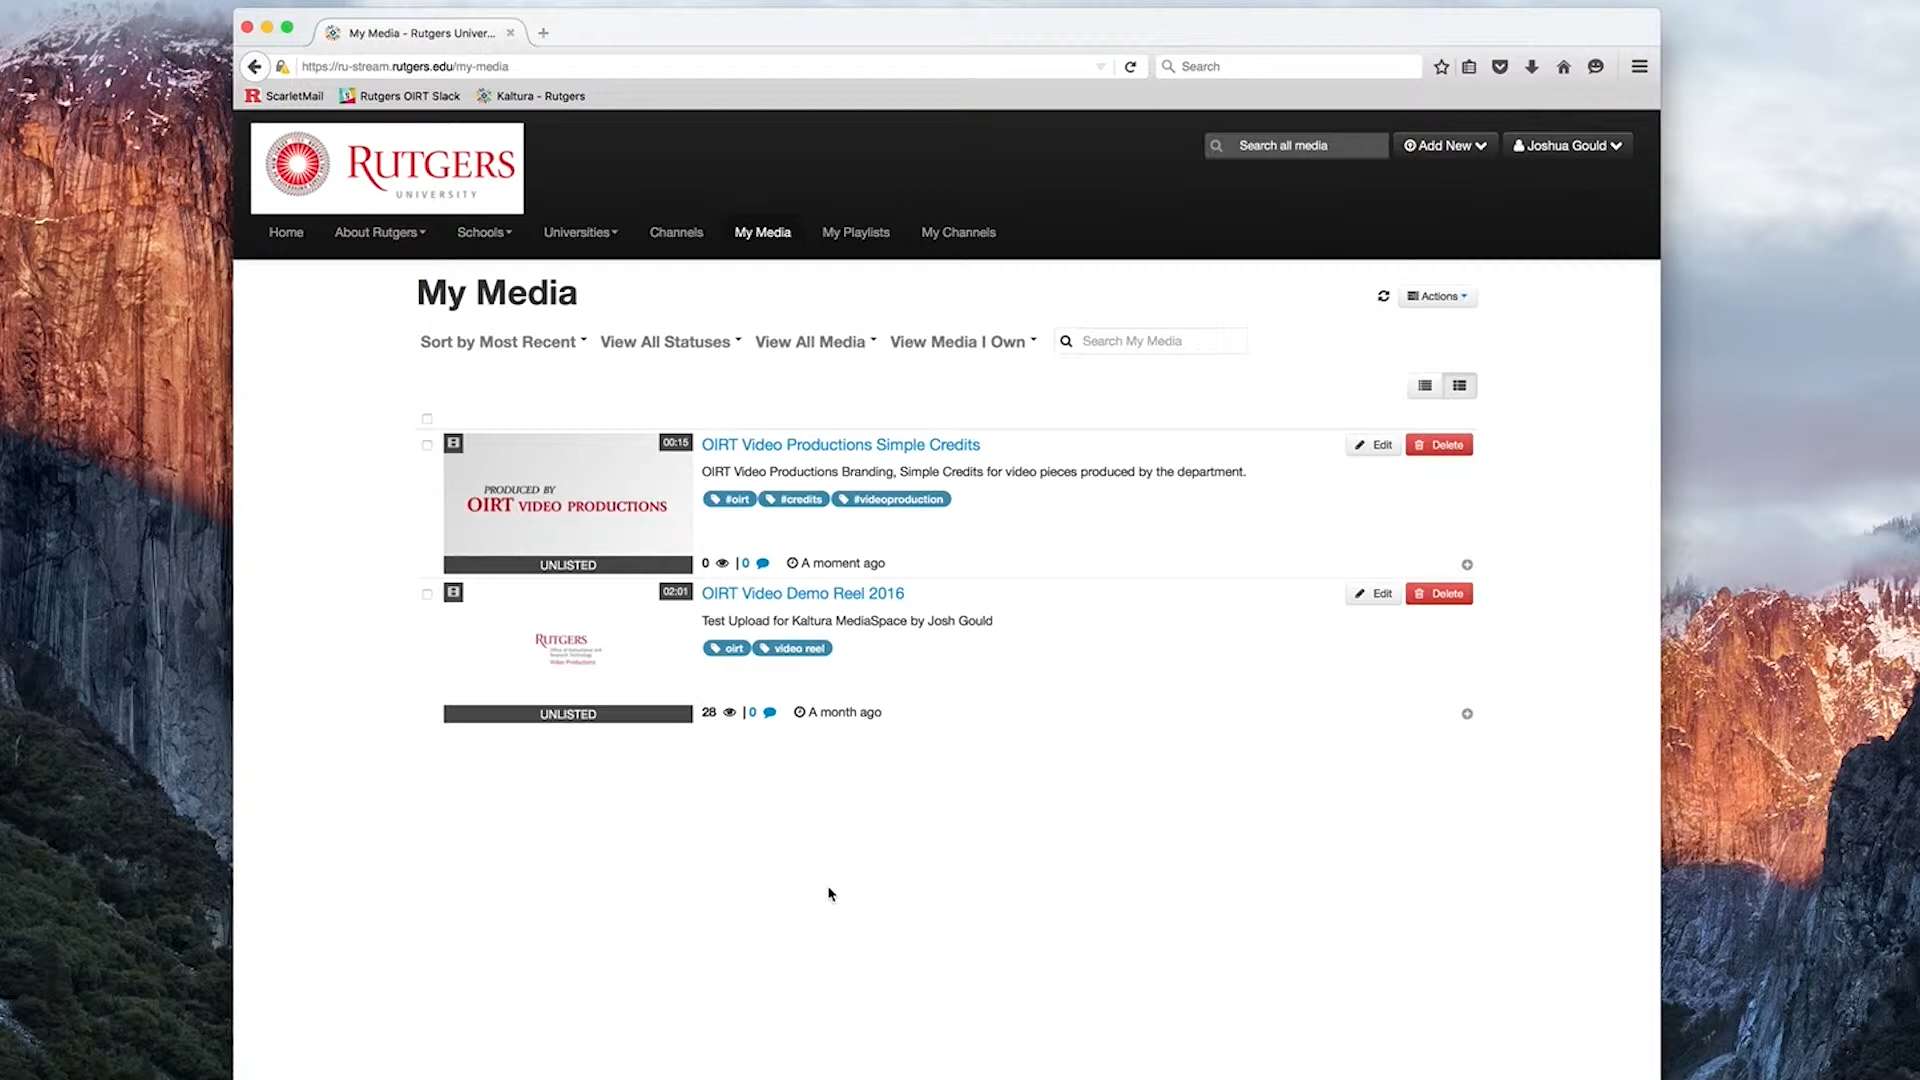 My Media - Rutgers Univer...
https://ru-stream.rutgers.edu/my-media
Search
ScarletMail Rutgers OIRT Slack Kaltura - Rutgers
RUTGERS
UNIVERSITY
Search all media Add New Joshua Gould
Home About Rutgers Schools Universities Channels My Media My Playlists My Channels
My Media
Actions
Sort by Most Recent View All Statuses View All Media View Media I Own Search My Media
00:15
PRODUCED BY
OIRT VIDEO PRODUCTIONS
UNLISTED
OIRT Video Productions Simple Credits
Edit Delete
OIRT Video Productions Branding, Simple Credits for video pieces produced by the department.
#oirt #credits #videoproduction
0 | 0 A moment ago
02:01
RUTGERS
Video Productions
UNLISTED
OIRT Video Demo Reel 2016
Edit Delete
Test Upload for Kaltura MediaSpace by Josh Gould
oirt video reel
28 | 0 A month ago